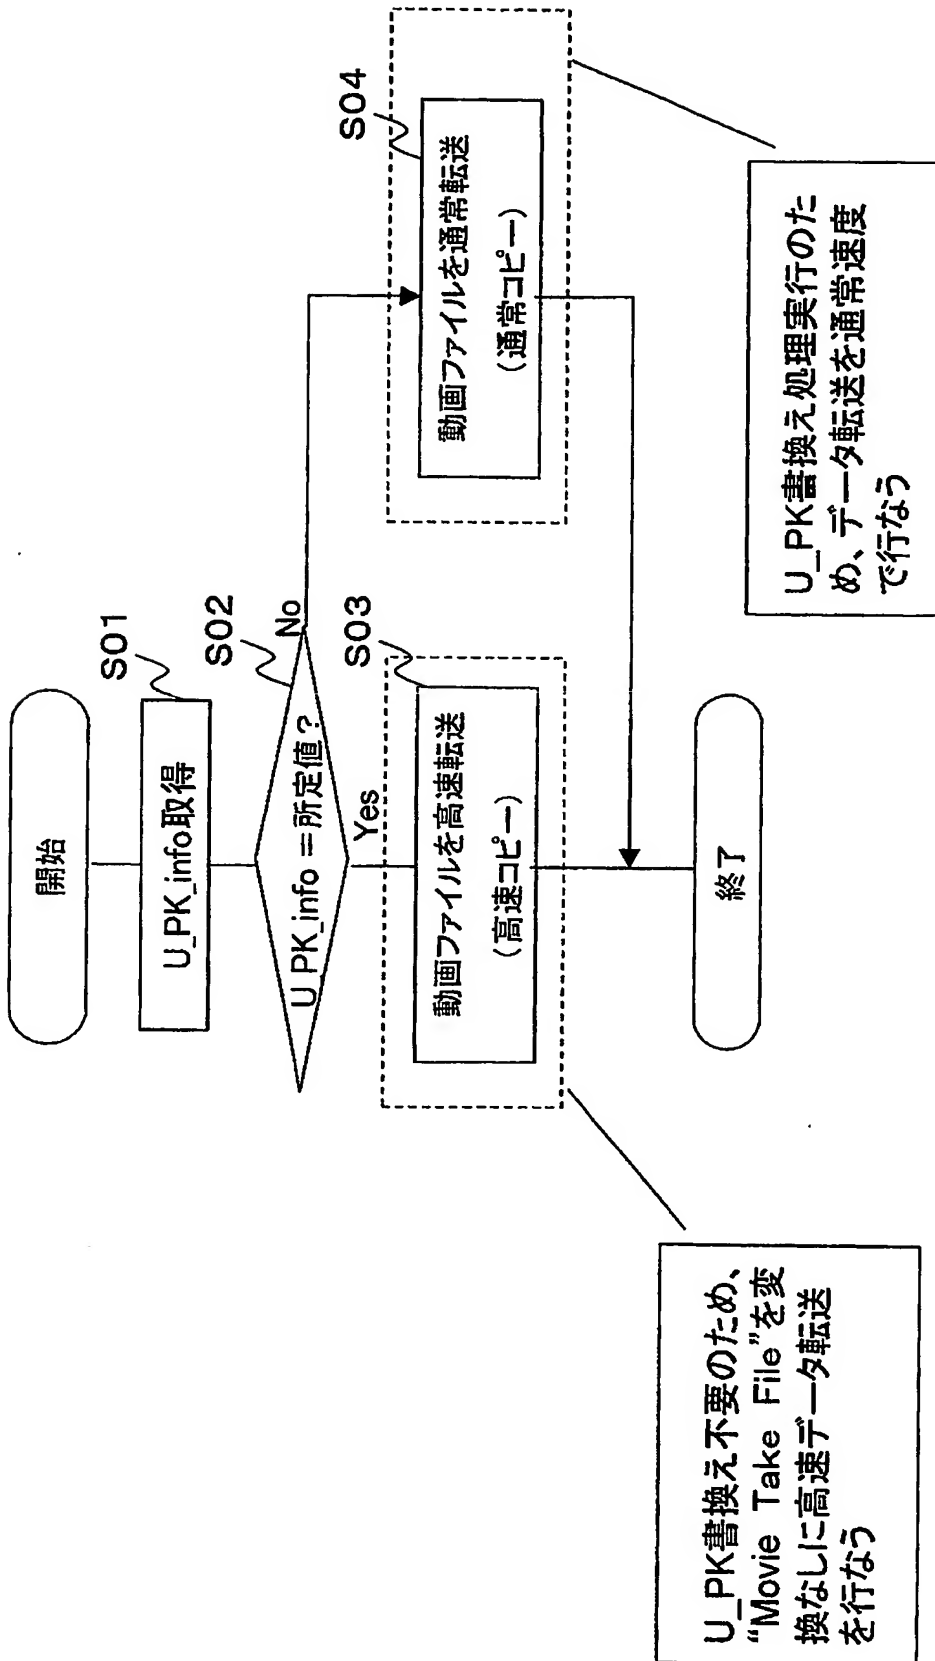 開始
S01
U_PK_info取得
S02
U_PK_info＝所定値？
No
Yes
S03
動画ファイルを高速転送
（高速コピー）
S04
動画ファイルを通常転送
（通常コピー）
終了
U_PK書換え不要のため、
“Movie Take File”を変
換なしに高速データ転送
を行なう
U_PK書換え処理実行のた
め、データ転送を通常速度
で行なう